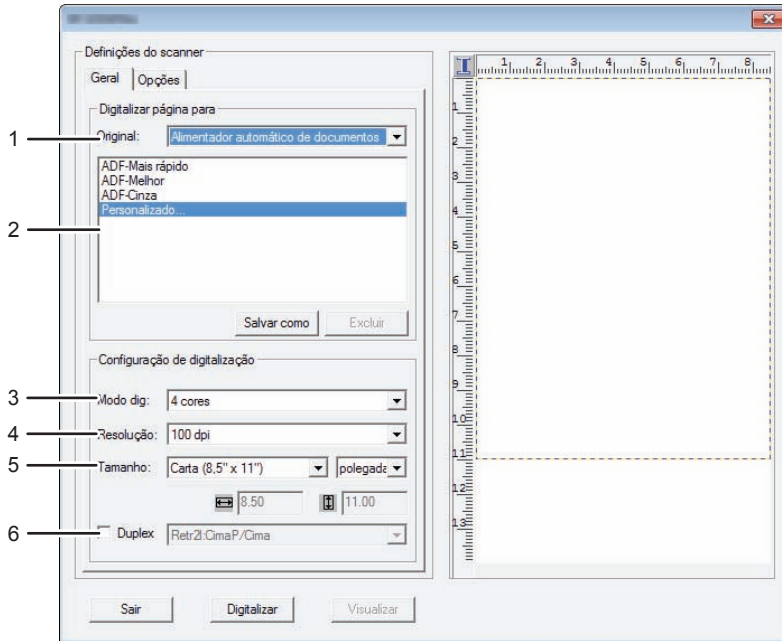 Definições do scanner
Geral Opções
Digitalizar página para
1 Original: Alimentador automático de documentos
ADF-Mais rápido
ADF-Melhor
ADF-Cinza
Personalizado...
2
Salvar como Excluir
Configuração de digitalização
3 Modo dig: 4 cores
4 Resolução: 100 dpi
5 Tamanho: Carta (8,5" x 11") polegada
8.50 11.00
6 Duplex Retr2l:CimaP/Cima
Sair Digitalizar Visualizar
1 2 3 4 5 6 7 8
1
2
3
4
5
6
7
8
9
10
11
12
13